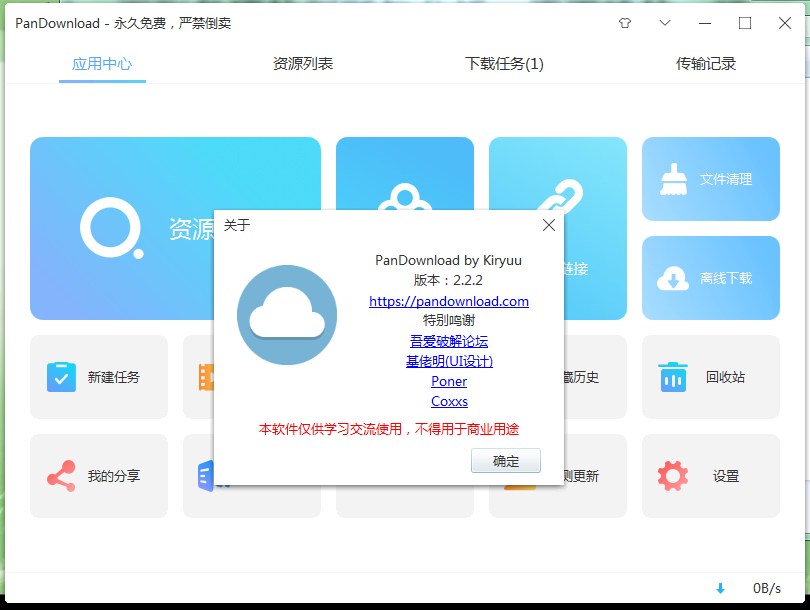 PanDownload - 永久免费，严禁倒卖
应用中心
资源列表
下载任务(1)
传输记录
资源
链接
文件清理
离线下载
关于
PanDownload by Kiryuu
版本：2.2.2
https://pandownload.com
特别鸣谢
吾爱破解论坛
基佬明(UI设计)
Poner
Coxxs
本软件仅供学习交流使用，不得用于商业用途
确定
新建任务
藏历史
回收站
我的分享
测更新
设置
0B/s